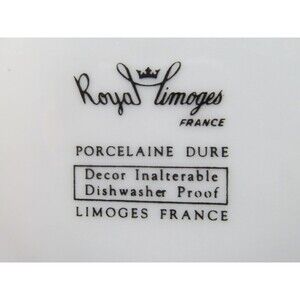 Royal Limoges
FRANCE
PORCELAINE DURE
Decor Inalterable
Dishwasher Proof
LIMOGES FRANCE